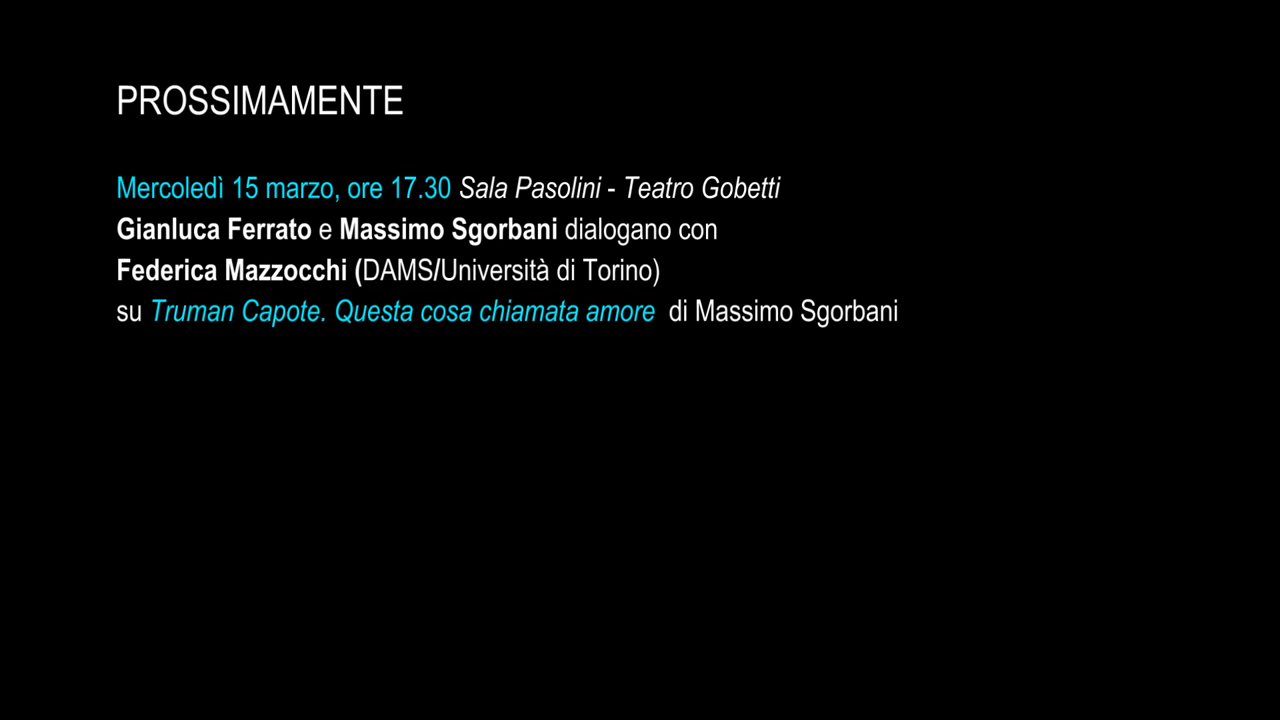 PROSSIMAMENTE
Mercoledì 15 marzo, ore 17.30 Sala Pasolini - Teatro Gobetti
Gianluca Ferrato e Massimo Sgorbani dialogano con
Federica Mazzocchi (DAMS/Università di Torino)
su Truman Capote. Questa cosa chiamata amore di Massimo Sgorbani